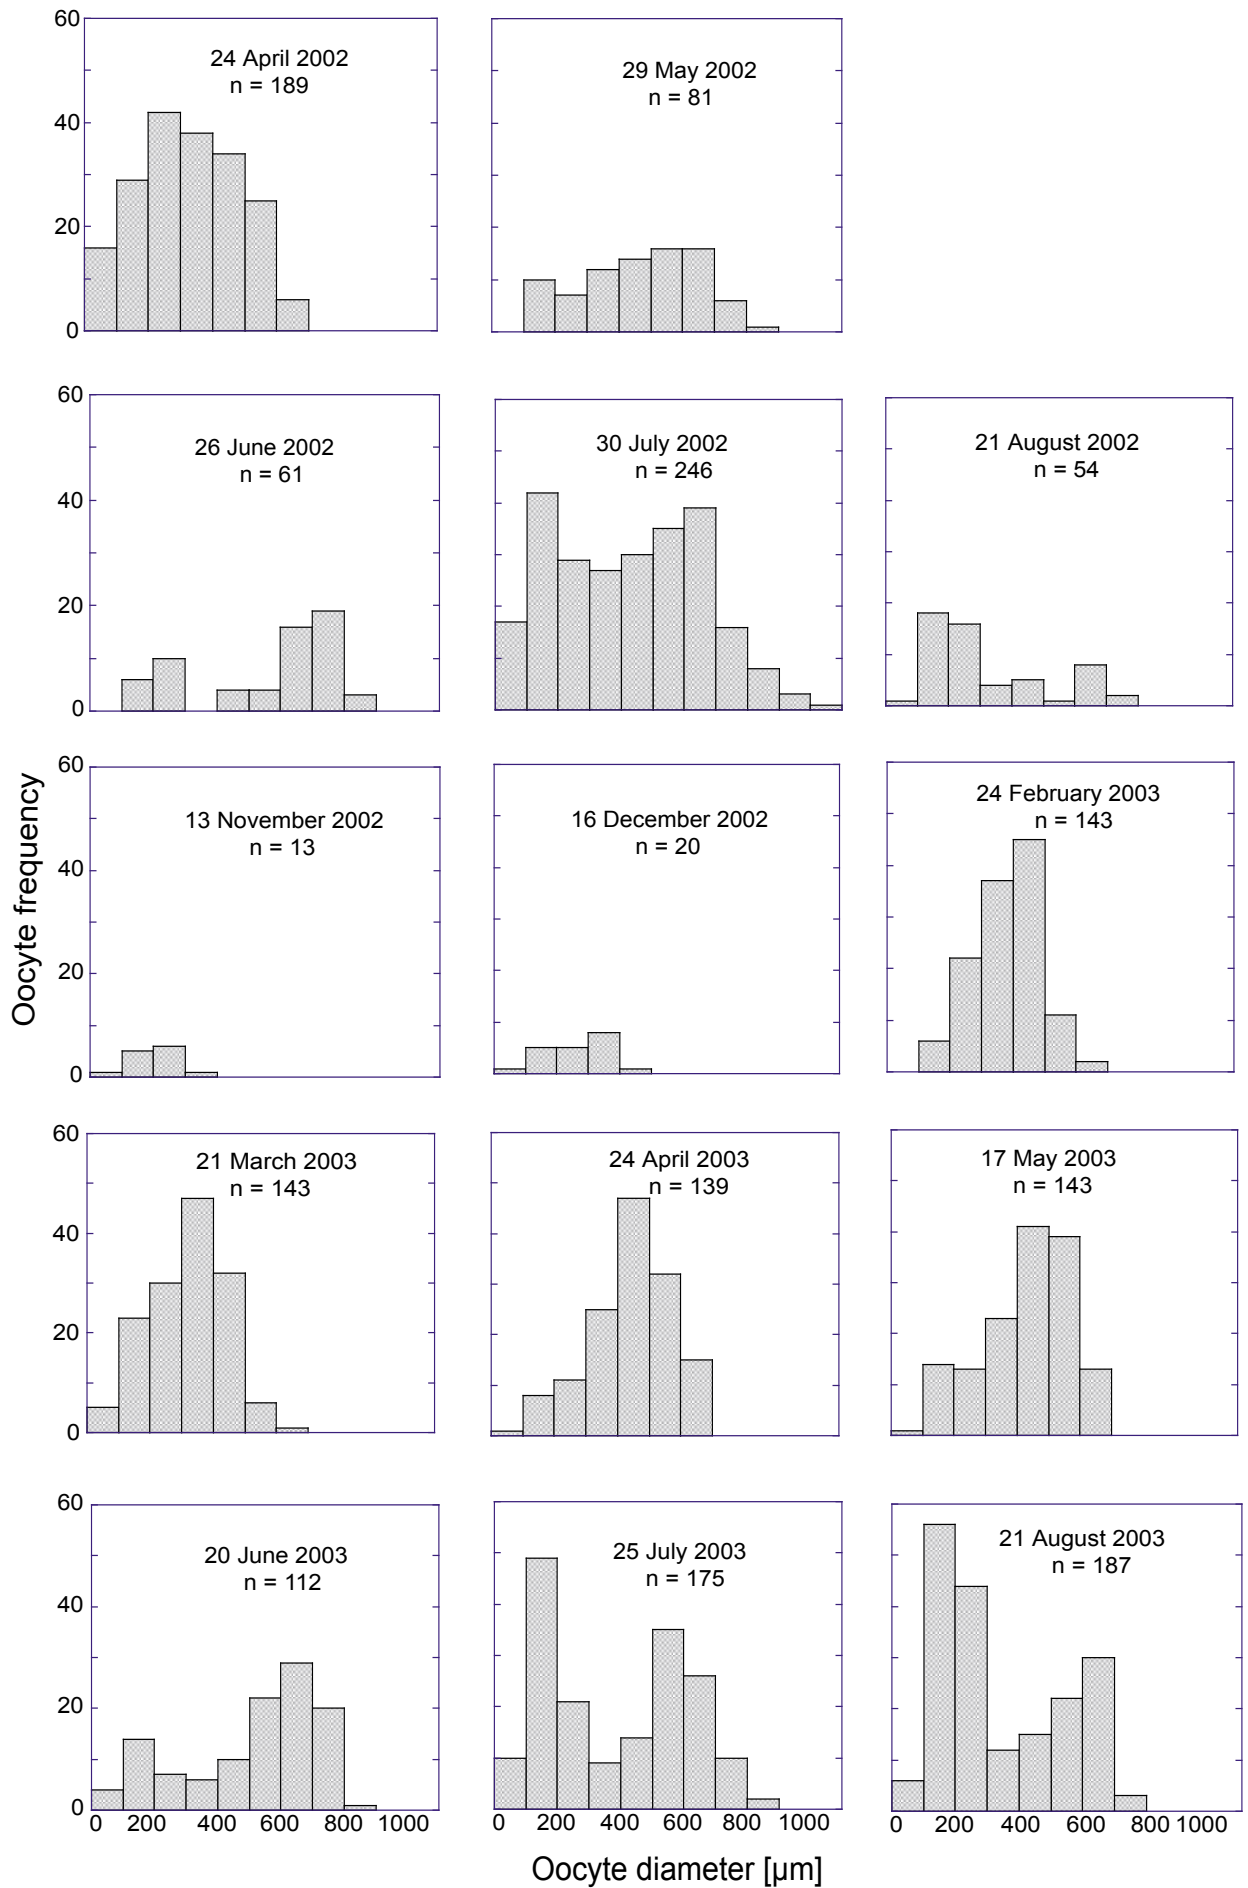 60
40
20
0
24 April 2002
n = 189
29 May 2002
n = 81
60
40
20
0
26 June 2002
n = 61
30 July 2002
n = 246
21 August 2002
n = 54
Oocyte frequency
60
40
20
0
13 November 2002
n = 13
16 December 2002
n = 20
24 February 2003
n = 143
60
40
20
0
21 March 2003
n = 143
24 April 2003
n = 139
17 May 2003
n = 143
60
40
20
0
20 June 2003
n = 112
25 July 2003
n = 175
21 August 2003
n = 187
0 200 400 600 800 1000
0 200 400 600 800 1000
0 200 400 600 800 1000
Oocyte diameter [µm]